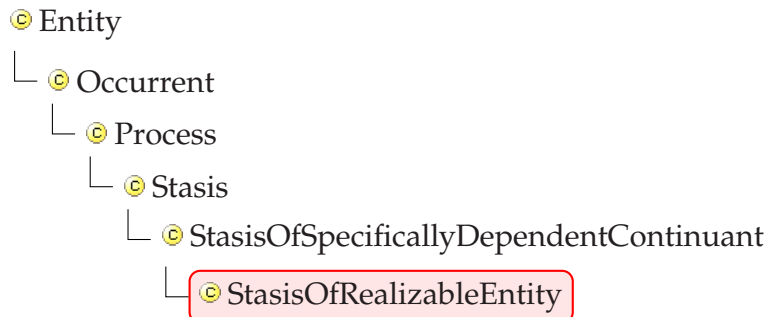 Entity
Occurrent
Process
Stasis
StasisOfSpecificallyDependentContinuant
StasisOfRealizableEntity